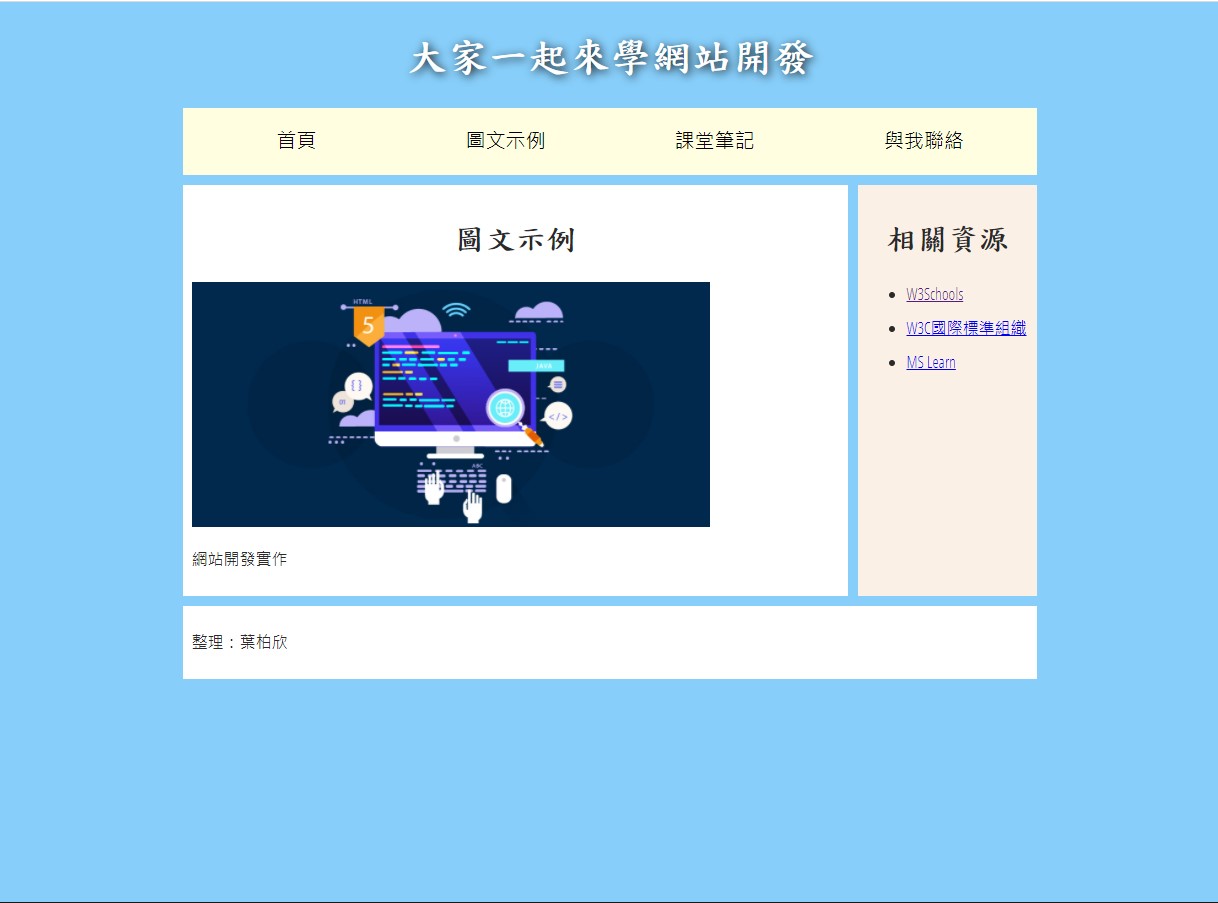 大家一起來學網站開發
首頁 圖文示例 課堂筆記 與我聯絡
圖文示例
HTML
5
JAVA
{ }
</>
ABC
網站開發實作
相關資源
W3Schools
W3C國際標準組織
MS Learn
整理：葉柏欣